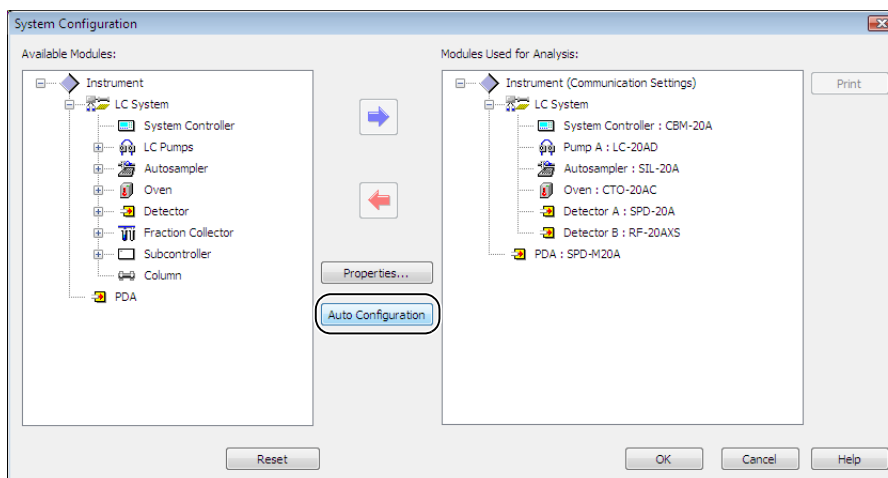 System Configuration
Available Modules:
Instrument
LC System
System Controller
LC Pumps
Autosampler
Oven
Detector
Fraction Collector
Subcontroller
Column
PDA
Properties...
Auto Configuration
Modules Used for Analysis:
Instrument (Communication Settings)
LC System
System Controller : CBM-20A
Pump A : LC-20AD
Autosampler : SIL-20A
Oven : CTO-20AC
Detector A : SPD-20A
Detector B : RF-20AXS
PDA : SPD-M20A
Print
Reset
OK
Cancel
Help